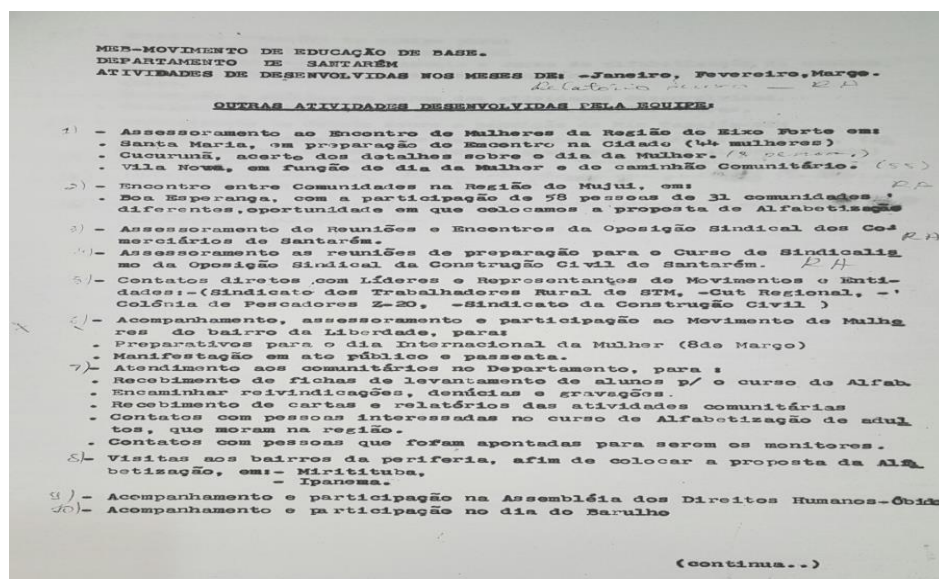 MEB-MOVIMENTO DE EDUCAÇÃO DE BASE.
DEPARTAMENTO DE SANTARÉM
ATIVIDADES DE DESENVOLVIDAS NOS MESES DE: -Janeiro, Fevereiro,Março.
RA
OUTRAS ATIVIDADES DESENVOLVIDAS PELA EQUIPE:
1) - Assessoramento ao Encontro de Mulheres da Região do Eixo Forte em:
- Santa Maria, em preparação do Encontro na Cidade (44 mulheres)
- Cucurunã, acerto dos detalhes sobre o dia da Mulher.
- Vila Nova, em função do dia da Mulher e do caminhão Comunitário. (55)
RA
2) - Encontro entre Comunidades na Região do Mujui, em:
- Boa Esperança, com a participação de 58 pessoas de 31 comunidades '
diferentes,oportunidade em que colocamos a proposta de Alfabetização
3) - Assessoramento de Reuniões e Encontros da Oposição Sindical dos Co-
merciários de Santarém. RA
4) - Assessoramento as reuniões de preparação para o Curso de Sindicalis
mo da Oposição Sindical da Construção Civil de Santarém. RA
5)- Contatos diretos ,com Líderes e Representantes de Movimentos e Enti-
dades:-(Sindicato dos Trabalhadores Rural de STM, -Cut Regional, -'
Colônia de Pescadores Z-20, -Sindicato da Construção Civil )
6)- Acompanhamento, assessoramento e participação ao Movimento de Mulhe
res do bairro da Liberdade, para:
- Preparativos para o dia Internacional da Mulher (8de Março)
- Manifestação em ato público e passeata.
7)- Atendimento aos comunitários no Departamento, para :
- Recebimento de fichas de levantamento de alunos p/ o curso de Alfab.
- Encaminhar reivindicações, denúcias e gravações.
- Recebimento de cartas e relatórios das atividades comunitárias
- Contatos com pessoas interessadas no curso de Alfabetização de adul
tos, que moram na região.
- Contatos com pessoas que foram apontadas para serem os monitores.
8)- Visitas aos bairros da periferia, afim de colocar a proposta da Alfa
betização, em:- Miritituba,
- Ipanema.
9)- Acompanhamento e participação na Assembléia dos Direitos Humanos-Óbido
10)- Acompanhamento e participação no dia do Barulho
(continua..)